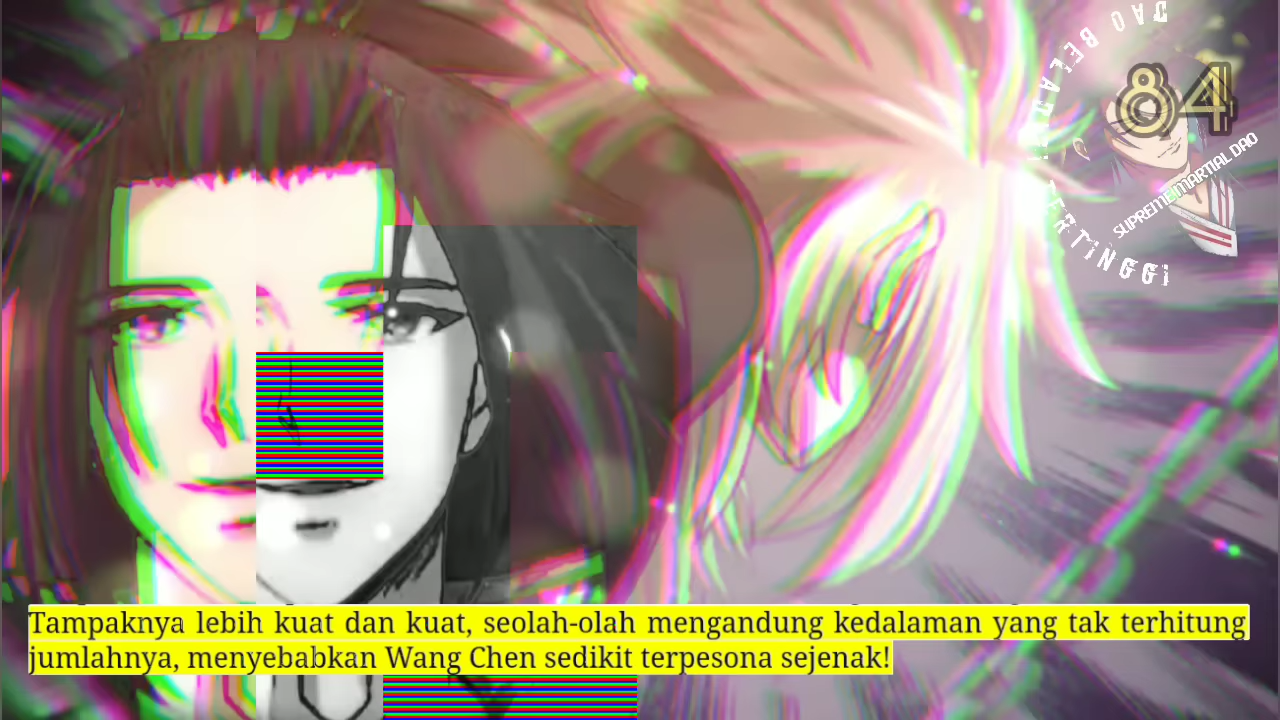 84
DAO BELADIRI TERTINGGI
SUPREME MARTIAL DAO
Tampaknya lebih kuat dan kuat, seolah-olah mengandung kedalaman yang tak terhitung
jumlahnya, menyebabkan Wang Chen sedikit terpesona sejenak!